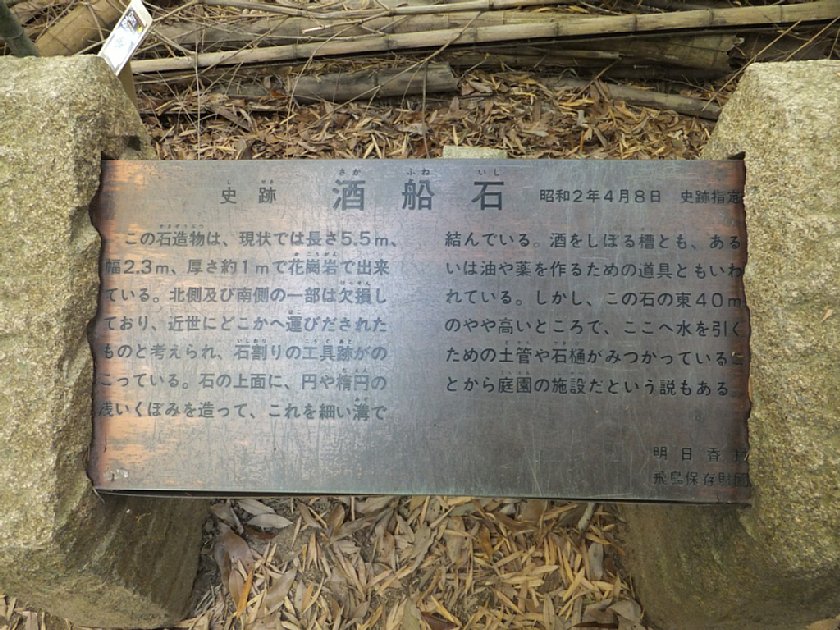 史跡 酒船石 昭和2年4月8日 史跡指定
この石造物は、現状では長さ5.5m、
幅2.3m、厚さ約1mで花崗岩で出来
ている。北側及び南側の一部は欠損し
ており、近世にどこかへ運びだされた
ものと考えられ、石割りの工具跡がの
こっている。石の上面に、円や楕円の
浅いくぼみを造って、これを細い溝で
結んでいる。酒をしぼる槽とも、ある
いは油や薬を作るための道具ともいわ
れている。しかし、この石の東40m
のやや高いところで、ここへ水を引く
ための土管や石樋がみつかっているこ
とから庭園の施設だという説もある。
明日香村
飛鳥保存財団